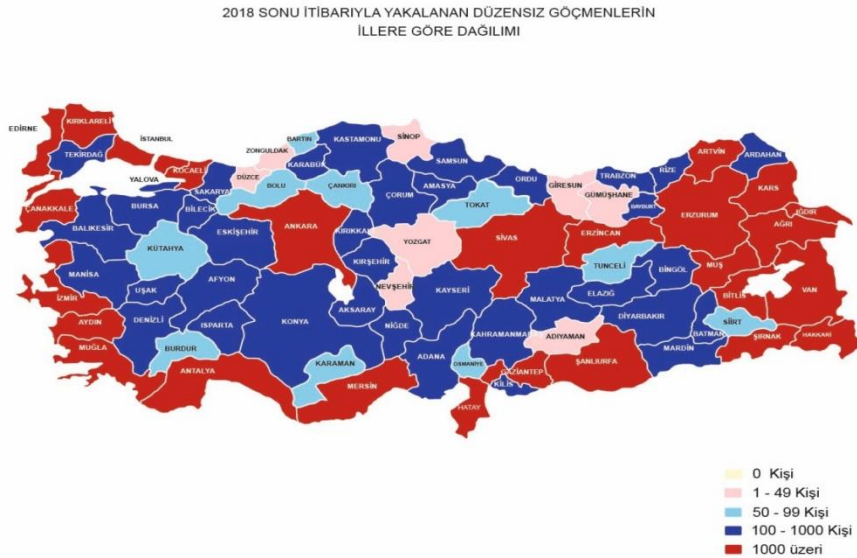 2018 SONU İTİBARIYLA YAKALANAN DÜZENSIZ GÖÇMENLERİN
İLLERE GÖRE DAĞILIMI
EDİRNE
KIRKLARELİ
TEKİRDAĞ
İSTANBUL
YALOVA
KOCAELİ
SAKARYA
DÜZCE
ZONGULDAK
BARTIN
KARABÜK
KASTAMONU
SİNOP
SAMSUN
BOLU
ÇANKIRI
ÇORUM
AMASYA
TOKAT
ORDU
GİRESUN
GÜMÜŞHANE
TRABZON
BAYBURT
RİZE
ARTVİN
ARDAHAN
KARS
IĞDIR
AĞRI
ERZURUM
ERZİNCAN
ÇANAKKALE
BALIKESİR
BURSA
BİLECİK
ESKİŞEHİR
KÜTAHYA
ANKARA
KIRIKKALE
YOZGAT
SİVAS
TUNCELİ
BİNGÖL
MUŞ
BİTLİS
VAN
HAKKARİ
ŞIRNAK
SİİRT
BATMAN
MARDİN
DİYARBAKIR
ELAZIĞ
MALATYA
ADIYAMAN
ŞANLIURFA
GAZİANTEP
KİLİS
HATAY
OSMANİYE
KAHRAMANMARAŞ
KAYSERİ
NEVŞEHİR
KIRŞEHİR
AKSARAY
NİĞDE
ADANA
MERSİN
KARAMAN
KONYA
AFYON
UŞAK
MANİSA
İZMİR
AYDIN
DENİZLİ
ISPARTA
BURDUR
MUĞLA
ANTALYA
0 Kişi
1 - 49 Kişi
50 - 99 Kişi
100 - 1000 Kişi
1000 üzeri